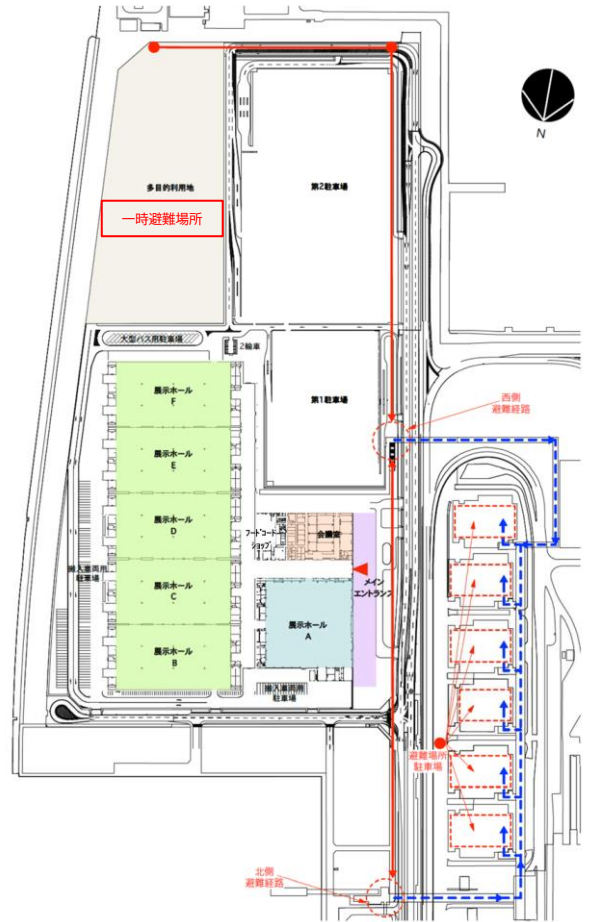 N
多目的利用地
一時避難場所
第2駐車場
大型バス用駐車場
2輪車
展示ホール
F
第1駐車場
西側
避難経路
展示ホール
E
展示ホール
D
フードコート
ショップ
会議室
搬入車両用
駐車場
展示ホール
C
メイン
エントランス
展示ホール
A
展示ホール
B
搬入車両用
駐車場
避難場所
駐車場
北側
避難経路